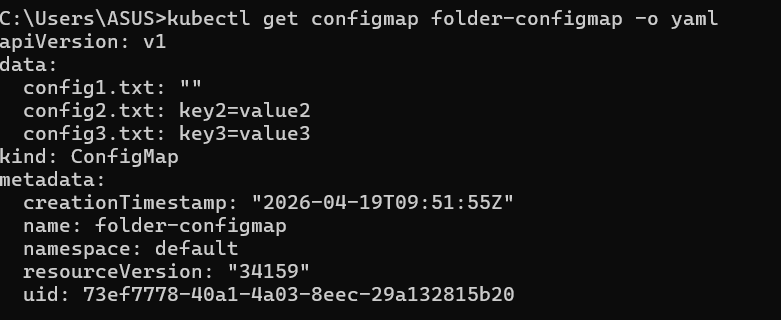 C:\Users\ASUS>kubectl get configmap folder-configmap -o yaml
apiVersion: v1
data:
  config1.txt: ""
  config2.txt: key2=value2
  config3.txt: key3=value3
kind: ConfigMap
metadata:
  creationTimestamp: "2026-04-19T09:51:55Z"
  name: folder-configmap
  namespace: default
  resourceVersion: "34159"
  uid: 73ef7778-40a1-4a03-8eec-29a132815b20